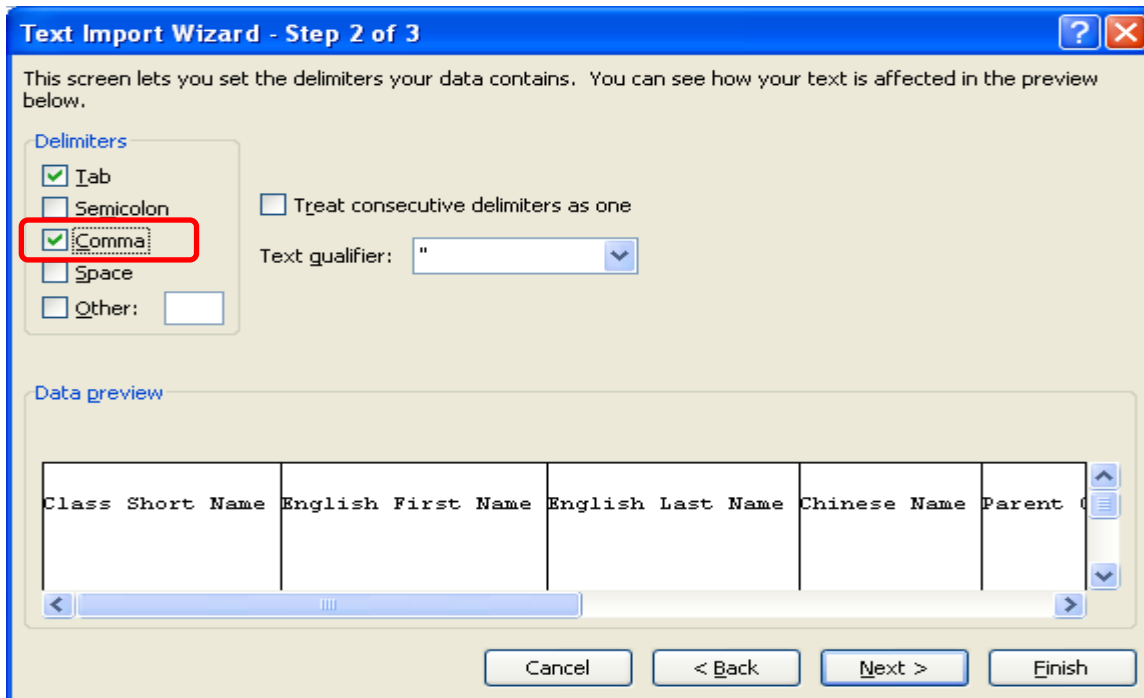 Text Import Wizard - Step 2 of 3
This screen lets you set the delimiters your data contains. You can see how your text is affected in the preview
below.
Delimiters
Tab
Semicolon
Comma
Space
Other:
Treat consecutive delimiters as one
Text qualifier: "
Data preview
Class Short Name English First Name English Last Name Chinese Name Parent
Cancel < Back Next > Finish